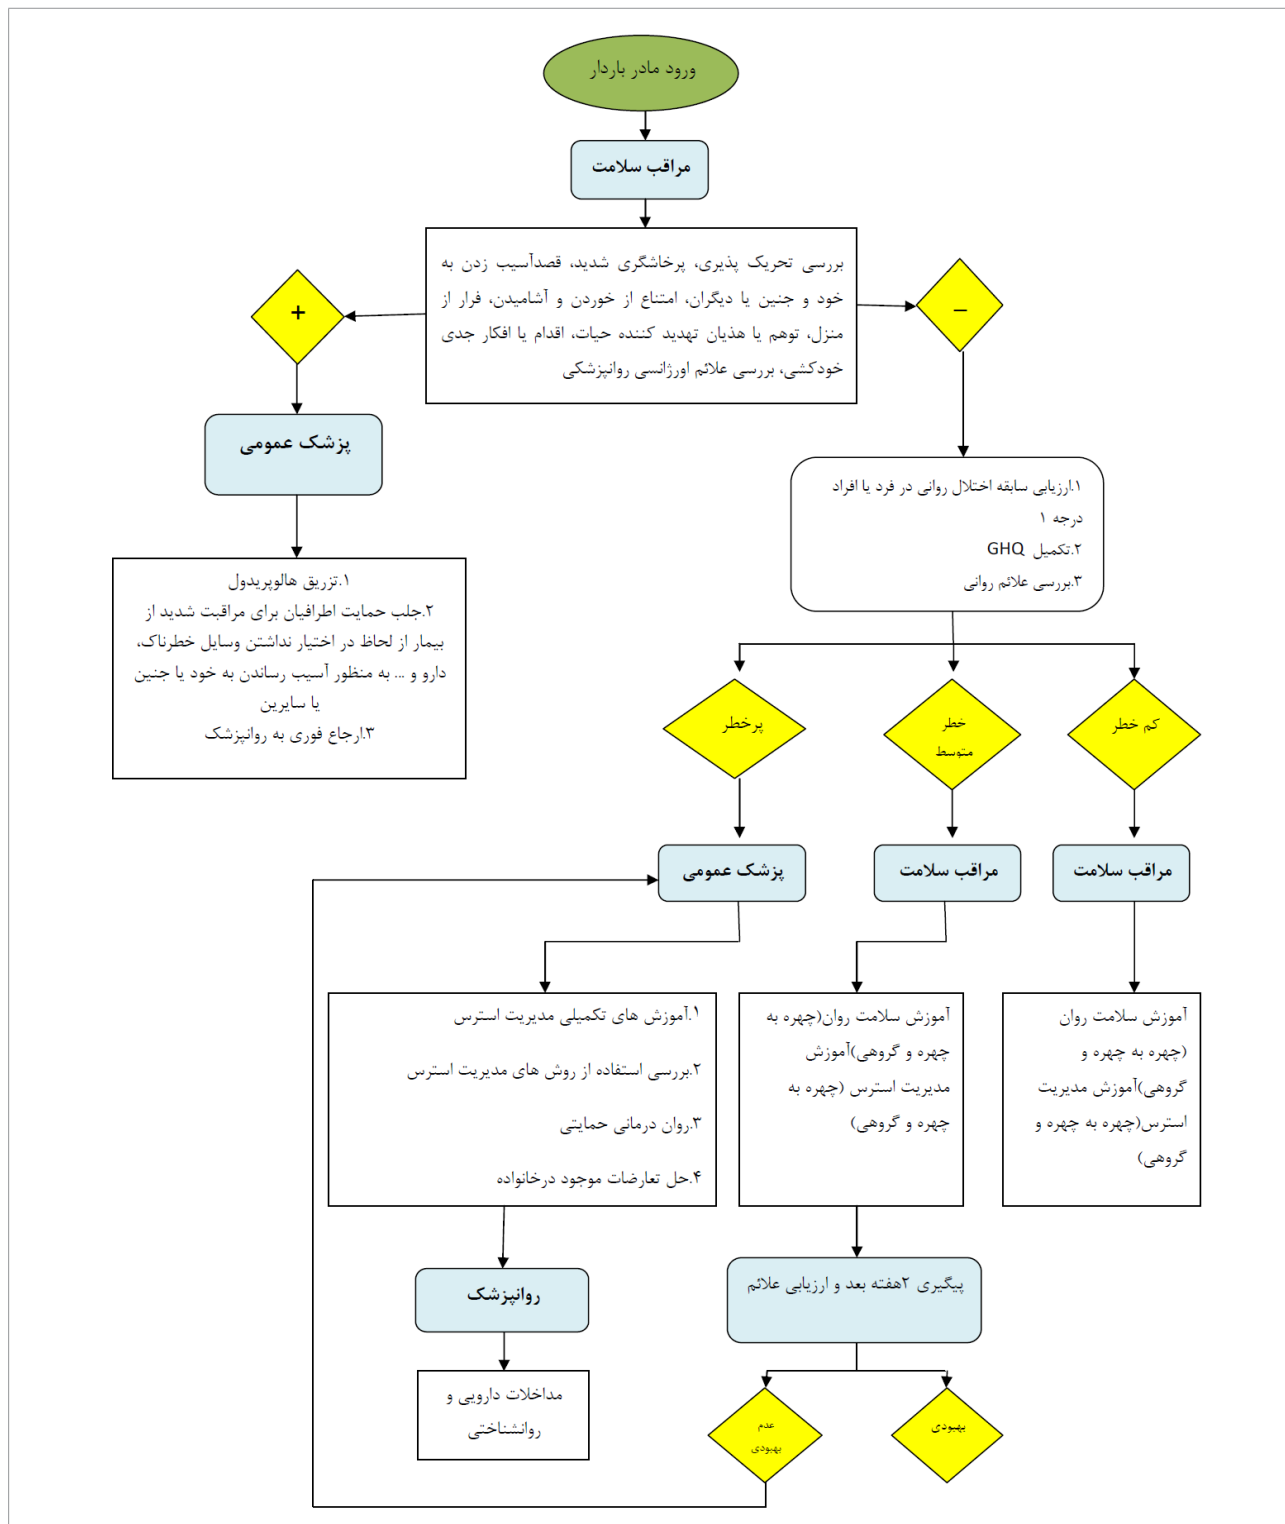 ورود مادر باردار
مراقب سلامت
بررسی تحریک پذیری، پرخاشگری شدید، قصدآسیب زدن به
خود و جنین یا دیگران، امتناع از خوردن و آشامیدن، فرار از
منزل، توهم یا هذیان تهدید کننده حیات، اقدام یا افکار جدی
خودکشی، بررسی علائم اورژانسی روانپزشکی
–
+
پزشک عمومی
۱.تزریق هالوپریدول
۲.جلب حمایت اطرافیان برای مراقبت شدید از
بیمار از لحاظ در اختیار نداشتن وسایل خطرناک،
دارو و ... به منظور آسیب رساندن به خود یا جنین
یا سایرین
۳.ارجاع فوری به روانپزشک
۱.ارزیابی سابقه اختلال روانی در فرد یا افراد
درجه ۱
۲.تکمیل GHQ
۳.بررسی علائم روانی
کم خطر
خطر
متوسط
پرخطر
مراقب سلامت
مراقب سلامت
پزشک عمومی
آموزش سلامت روان
(چهره به چهره و
گروهی)آموزش مدیریت
استرس(چهره به چهره و
گروهی)
آموزش سلامت روان(چهره به
چهره و گروهی)آموزش
مدیریت استرس (چهره به
چهره و گروهی)
۱.آموزش های تکمیلی مدیریت استرس
۲.بررسی استفاده از روش های مدیریت استرس
۳.روان درمانی حمایتی
۴.حل تعارضات موجود درخانواده
پیگیری ۲هفته بعد و ارزیابی علائم
روانپزشک
بهبودی
عدم
بهبودی
مداخلات دارویی و
روانشناختی